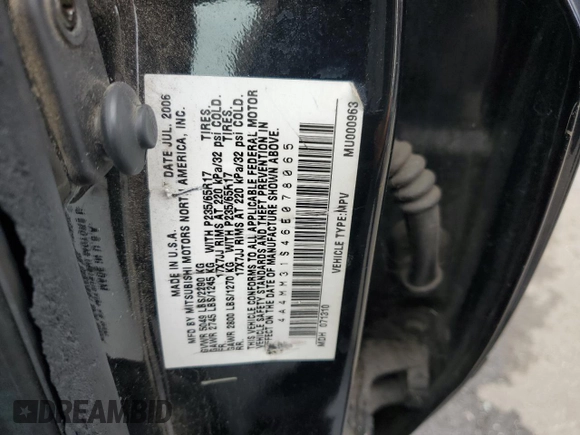 MADE IN U.S.A. DATE JUL, 2006
MFD BY MITSUBISHI MOTORS NORTH AMERICA, INC.
GVWR 5049 LBS/2290 KG
GAWR 2745 LBS/1245 KG WITH P235/65R17 TIRES,
FR. 17X7JJ RIMS AT 220 kPa/32 psi COLD.
GAWR 2800 LBS/1270 KG WITH P235/65R17 TIRES,
RR. 17X7JJ RIMS AT 220 kPa/32 psi COLD.
THIS VEHICLE CONFORMS TO ALL APPLICABLE FEDERAL MOTOR
VEHICLE SAFETY STANDARDS AND THEFT PREVENTION IN
EFFECT ON THE DATE OF MANUFACTURE SHOWN ABOVE.
4A4MM31S46E078065
VEHICLE TYPE:MPV
MDH 071310 MU000963
DREAMBID